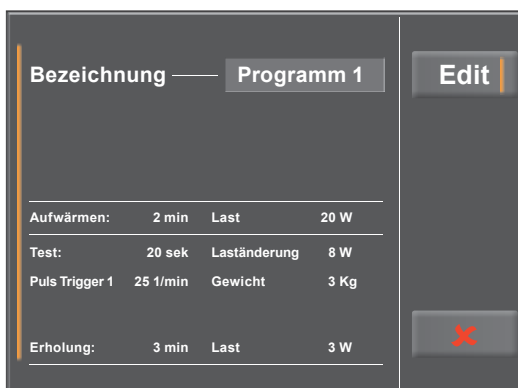 Bezeichnung Programm 1
Edit
Aufwärmen: 2 min Last 20 W
Test: 20 sek Laständerung 8 W
Puls Trigger 1 25 1/min Gewicht 3 Kg
Erholung: 3 min Last 3 W